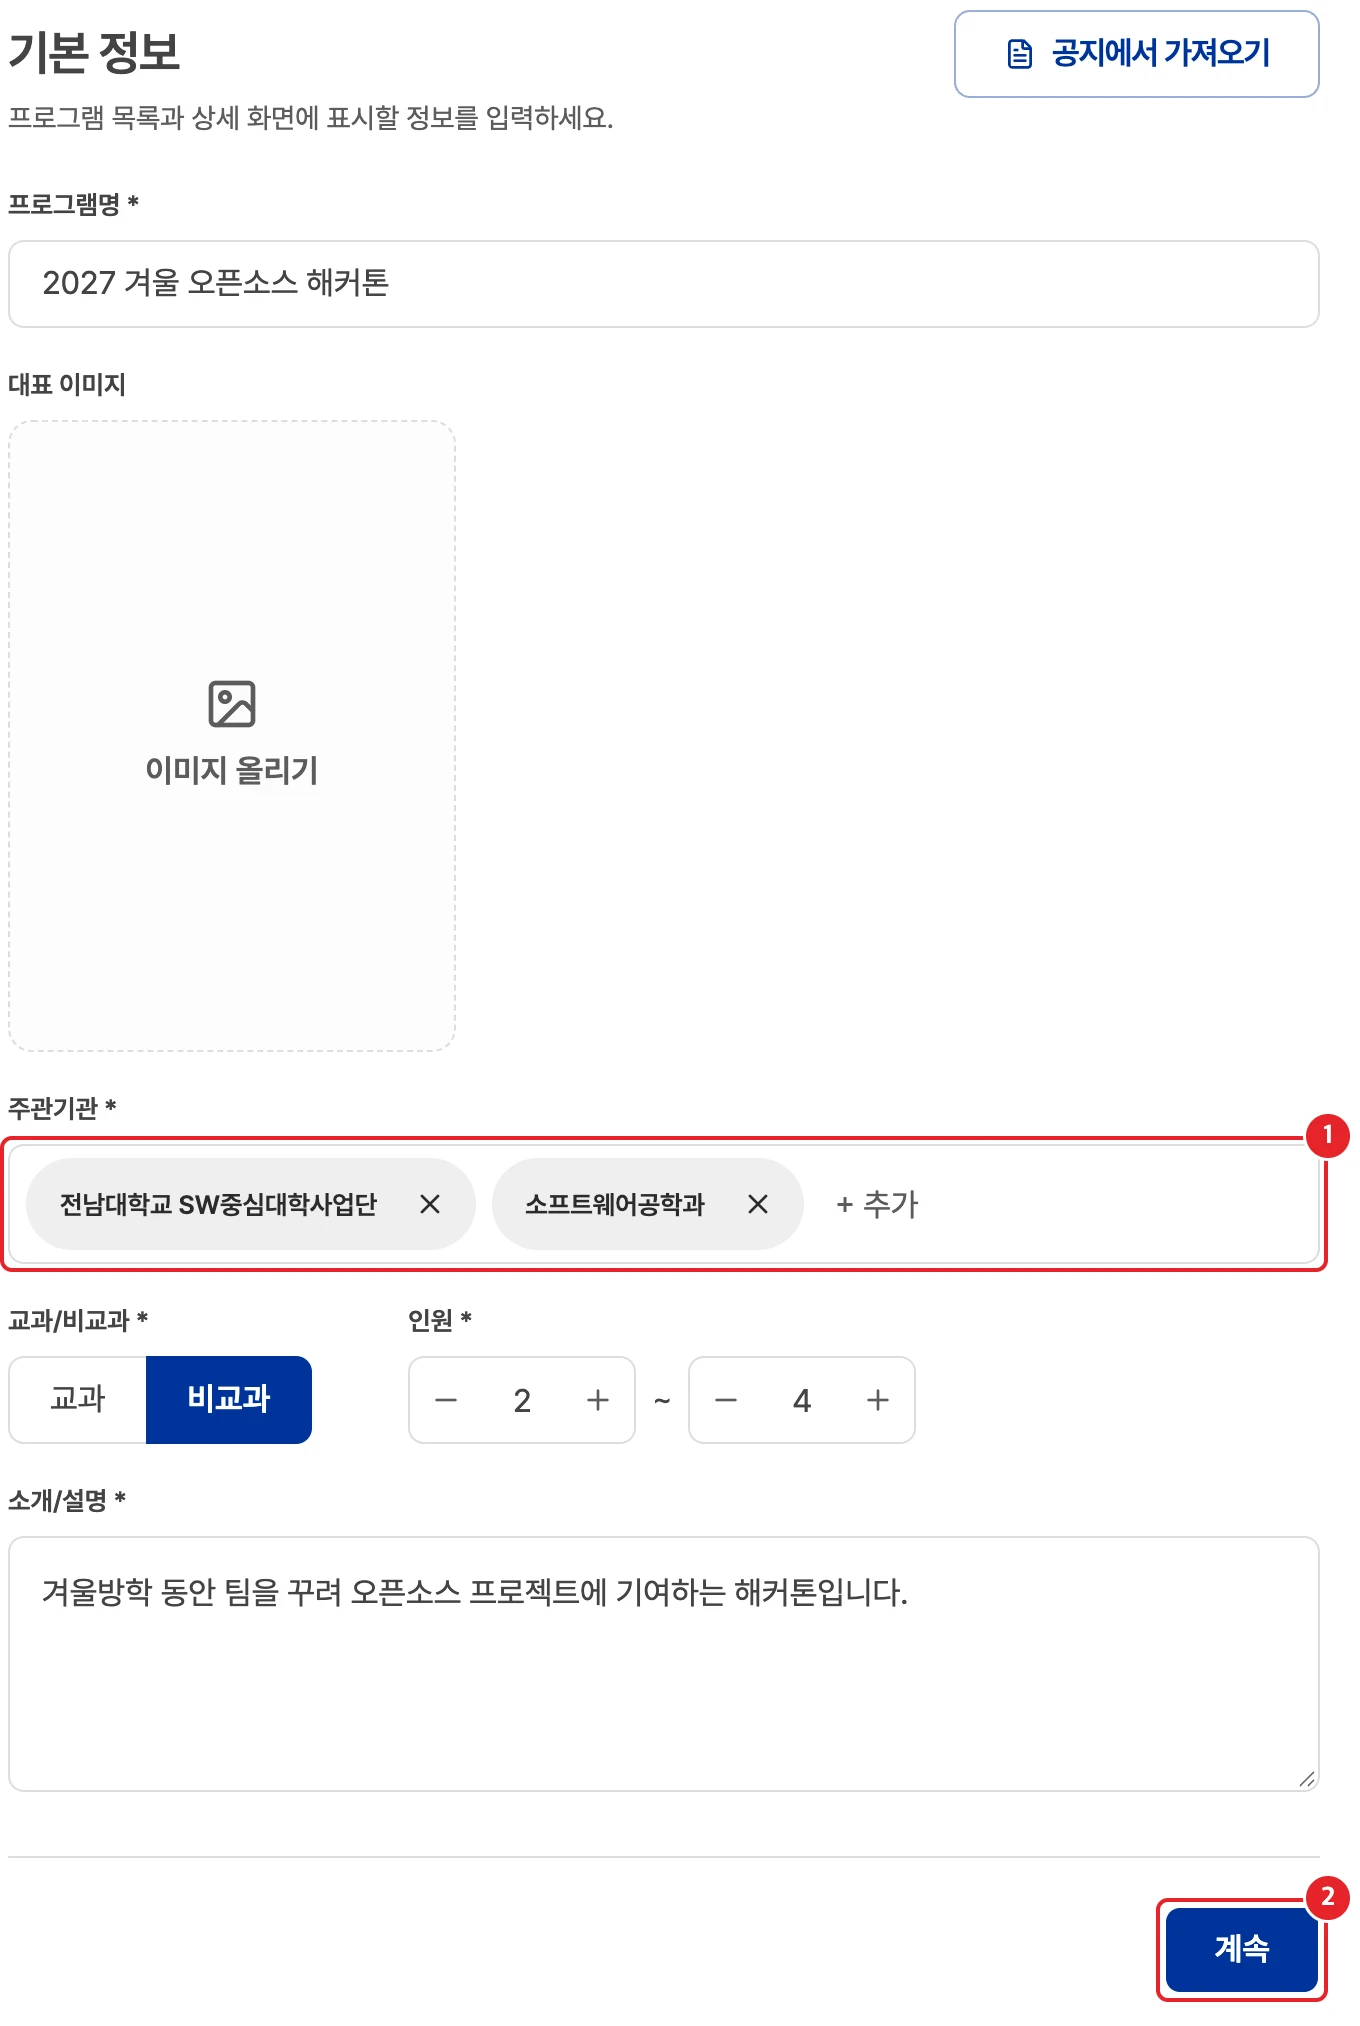 기본 정보
공지에서 가져오기
프로그램 목록과 상세 화면에 표시할 정보를 입력하세요.
프로그램명 *
2027 겨울 오픈소스 해커톤
대표 이미지
이미지 올리기
주관기관 *
1
전남대학교 SW중심대학사업단 × 소프트웨어공학과 × + 추가
교과/비교과 * 인원 *
교과 비교과 − 2 + ~ − 4 +
소개/설명 *
겨울방학 동안 팀을 꾸려 오픈소스 프로젝트에 기여하는 해커톤입니다.
2
계속